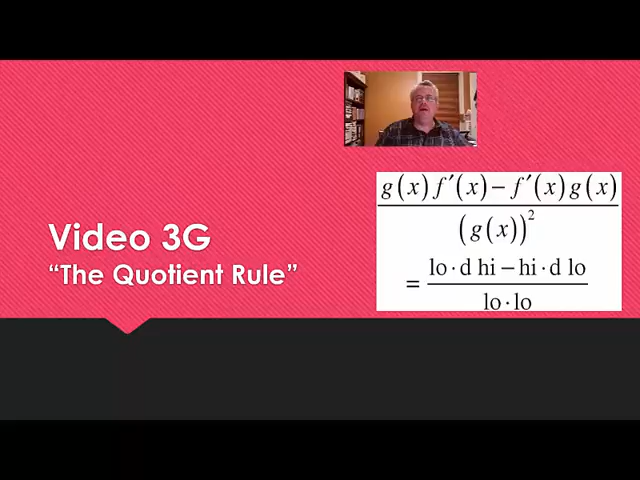 Video 3G
“The Quotient Rule”
g(x) f′(x) − f′(x) g(x)
(g(x))²
= lo · d hi − hi · d lo
lo · lo